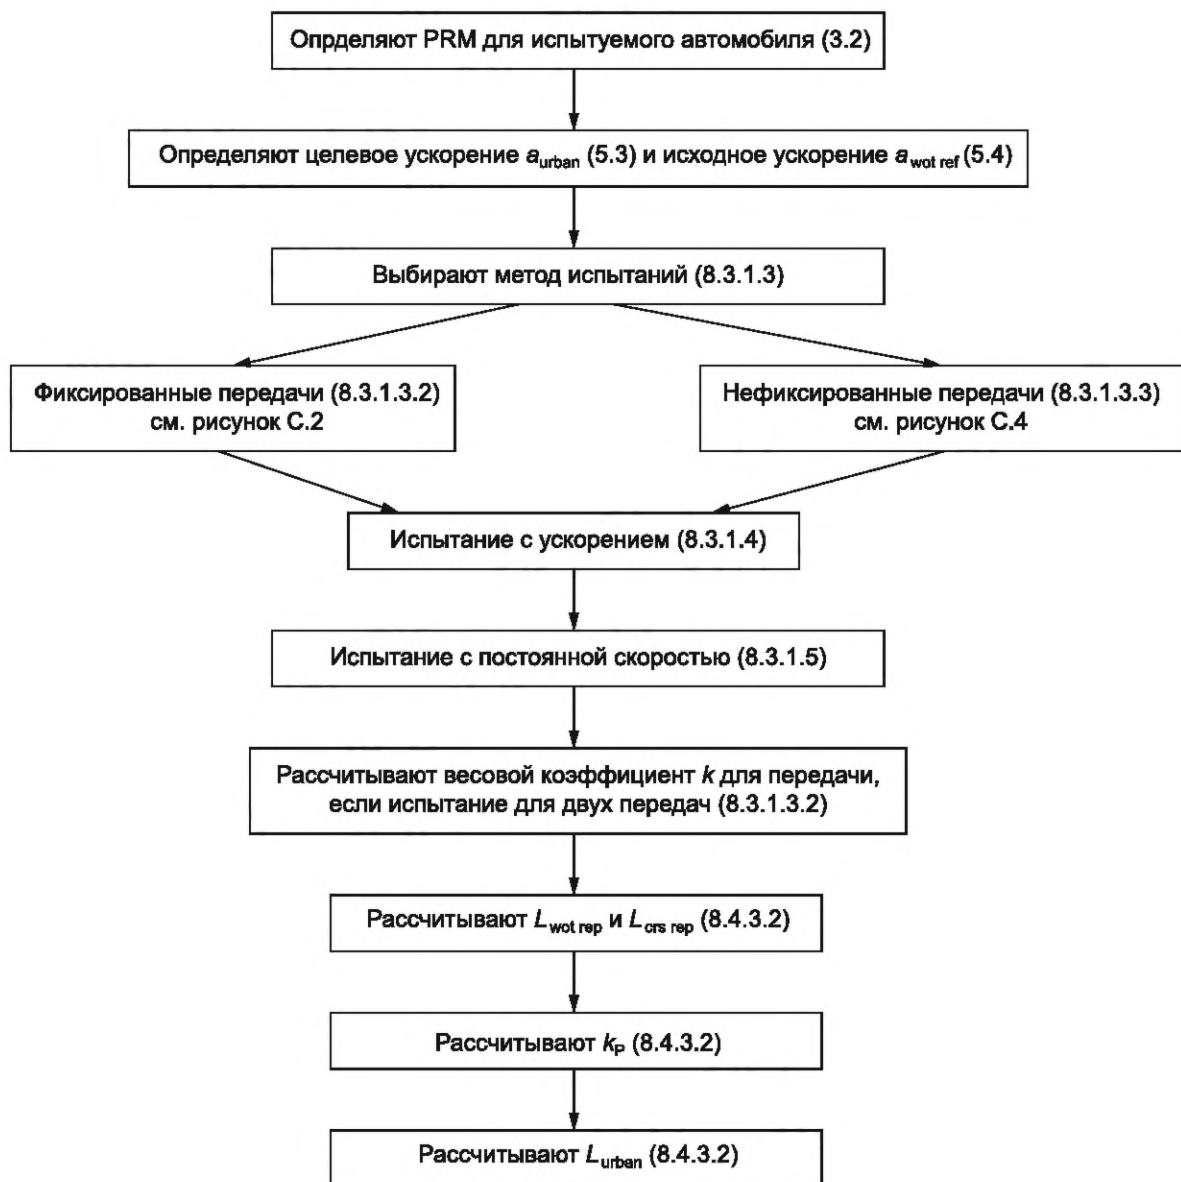 Опрделяют PRM для испытуемого автомобиля (3.2)
Определяют целевое ускорение a_urban (5.3) и исходное ускорение a_wot ref (5.4)
Выбирают метод испытаний (8.3.1.3)
Фиксированные передачи (8.3.1.3.2)
см. рисунок С.2
Нефиксированные передачи (8.3.1.3.3)
см. рисунок С.4
Испытание с ускорением (8.3.1.4)
Испытание с постоянной скоростью (8.3.1.5)
Рассчитывают весовой коэффициент k для передачи,
если испытание для двух передач (8.3.1.3.2)
Рассчитывают L_wot rep и L_crs rep (8.4.3.2)
Рассчитывают k_P (8.4.3.2)
Рассчитывают L_urban (8.4.3.2)